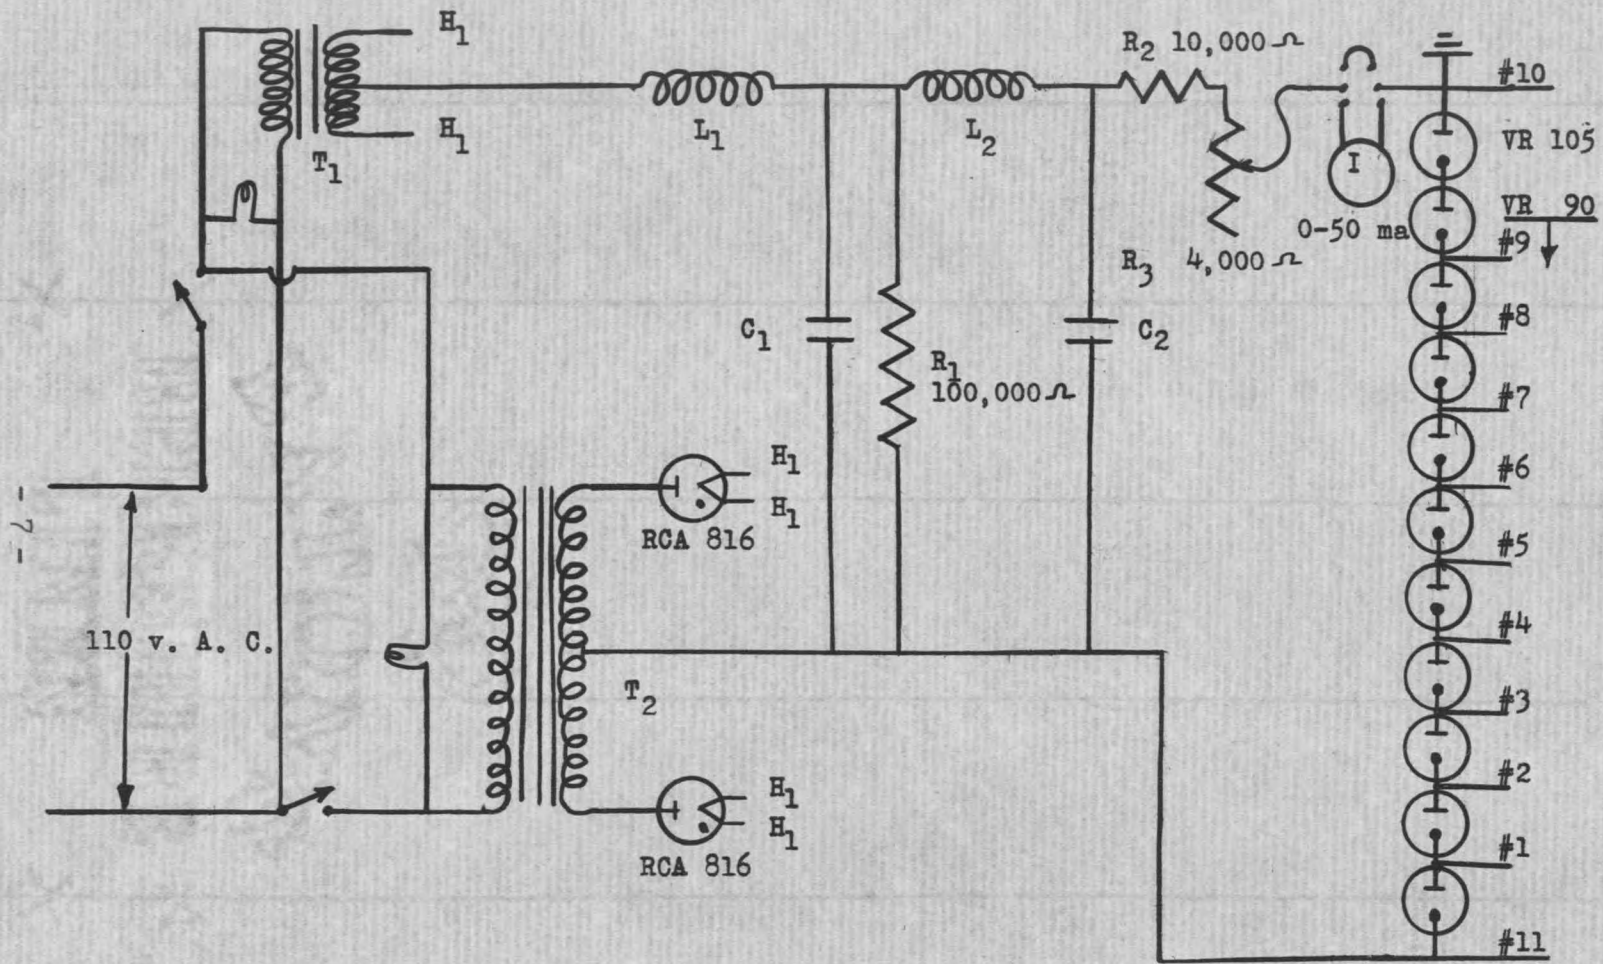 H1
H1
T1
L1
L2
R2 10,000 Ω
#10
VR 105
I
VR 90
0-50 ma
#9
R3 4,000 Ω
#8
C1
C2
R1
100,000 Ω
#7
H1
#6
H1
RCA 816
#5
- 7 -
110 v. A. C.
#4
T2
#3
#2
H1
H1
#1
RCA 816
#11